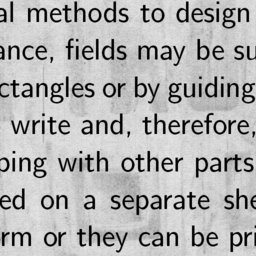 al methods to design
ance, fields may be su
ctangles or by guiding
write and, therefore,
ping with other parts
ed on a separate she
rm or they can be pri